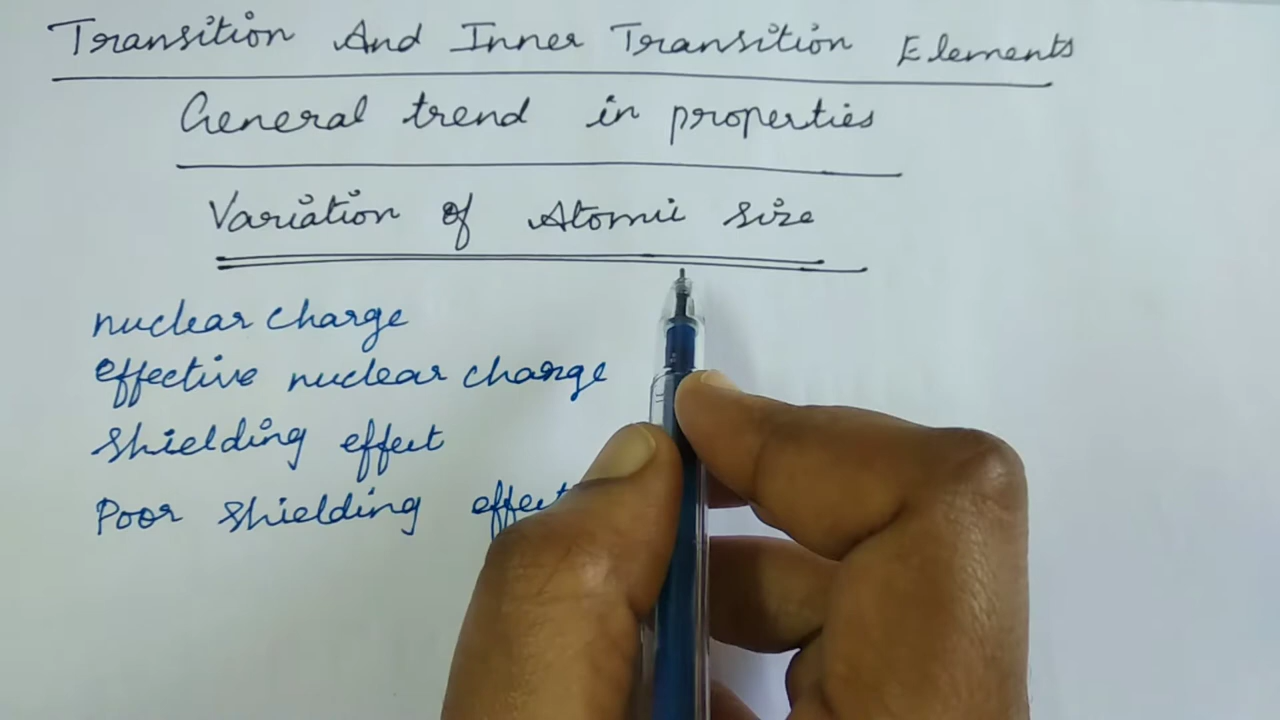 Transition And Inner Transition Elements
General trend in properties
Variation of Atomic size
nuclear charge
effective nuclear charge
Shielding effect
Poor shielding effect